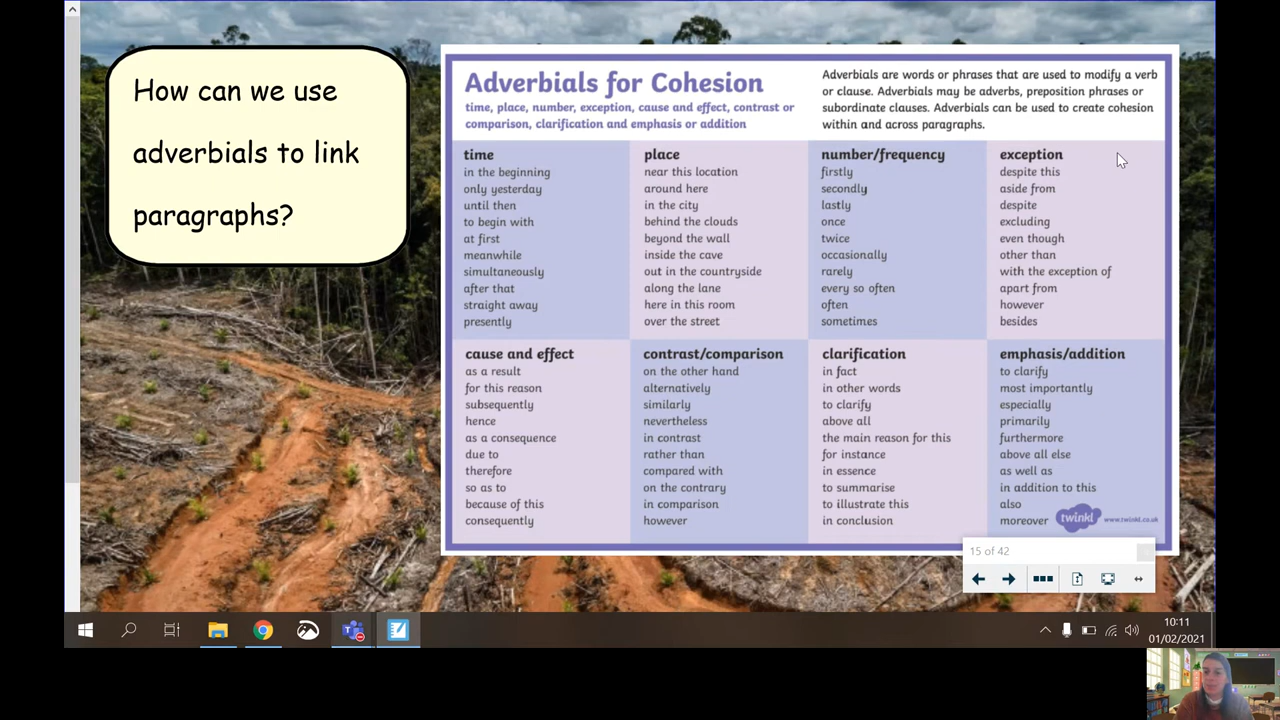 How can we use
adverbials to link
paragraphs?
Adverbials for Cohesion
time, place, number, exception, cause and effect, contrast or
comparison, clarification and emphasis or addition
Adverbials are words or phrases that are used to modify a verb
or clause. Adverbials may be adverbs, preposition phrases or
subordinate clauses. Adverbials can be used to create cohesion
within and across paragraphs.
time
in the beginning
only yesterday
until then
to begin with
at first
meanwhile
simultaneously
after that
straight away
presently
place
near this location
around here
in the city
behind the clouds
beyond the wall
inside the cave
out in the countryside
along the lane
here in this room
over the street
number/frequency
firstly
secondly
lastly
once
twice
occasionally
rarely
every so often
often
sometimes
exception
despite this
aside from
despite
excluding
even though
other than
with the exception of
apart from
however
besides
cause and effect
as a result
for this reason
subsequently
hence
as a consequence
due to
therefore
so as to
because of this
consequently
contrast/comparison
on the other hand
alternatively
similarly
nevertheless
in contrast
rather than
compared with
on the contrary
in comparison
however
clarification
in fact
in other words
to clarify
above all
the main reason for this
for instance
in essence
to summarise
to illustrate this
in conclusion
emphasis/addition
to clarify
most importantly
especially
primarily
furthermore
above all else
as well as
in addition to this
also
moreover
twinkl
www.twinkl.co.uk
15 of 42
10:11
01/02/2021